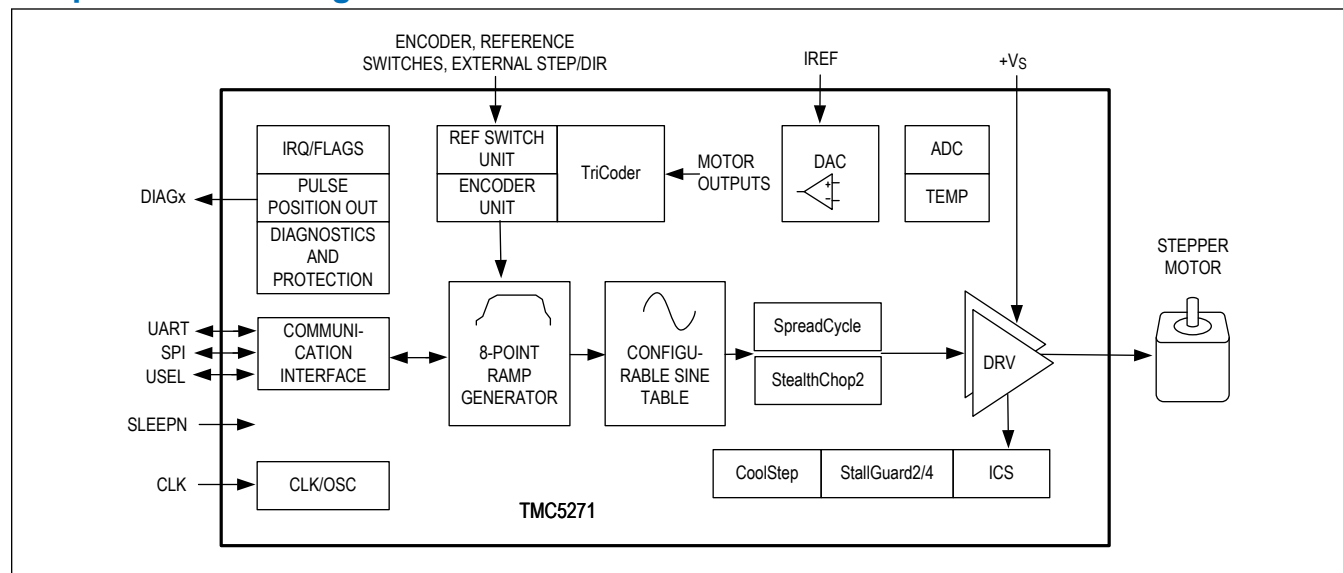 ENCODER, REFERENCE
SWITCHES, EXTERNAL STEP/DIR
IREF
+VS
IRQ/FLAGS
PULSE
POSITION OUT
DIAGNOSTICS
AND
PROTECTION
DIAGx
REF SWITCH
UNIT
ENCODER
UNIT
TriCoder
MOTOR
OUTPUTS
DAC
ADC
TEMP
STEPPER
MOTOR
UART
SPI
USEL
COMMUNI-
CATION
INTERFACE
8-POINT
RAMP
GENERATOR
CONFIGU-
RABLE SINE
TABLE
SpreadCycle
StealthChop2
DRV
SLEEPN
CLK
CLK/OSC
CoolStep
StallGuard2/4
ICS
TMC5271